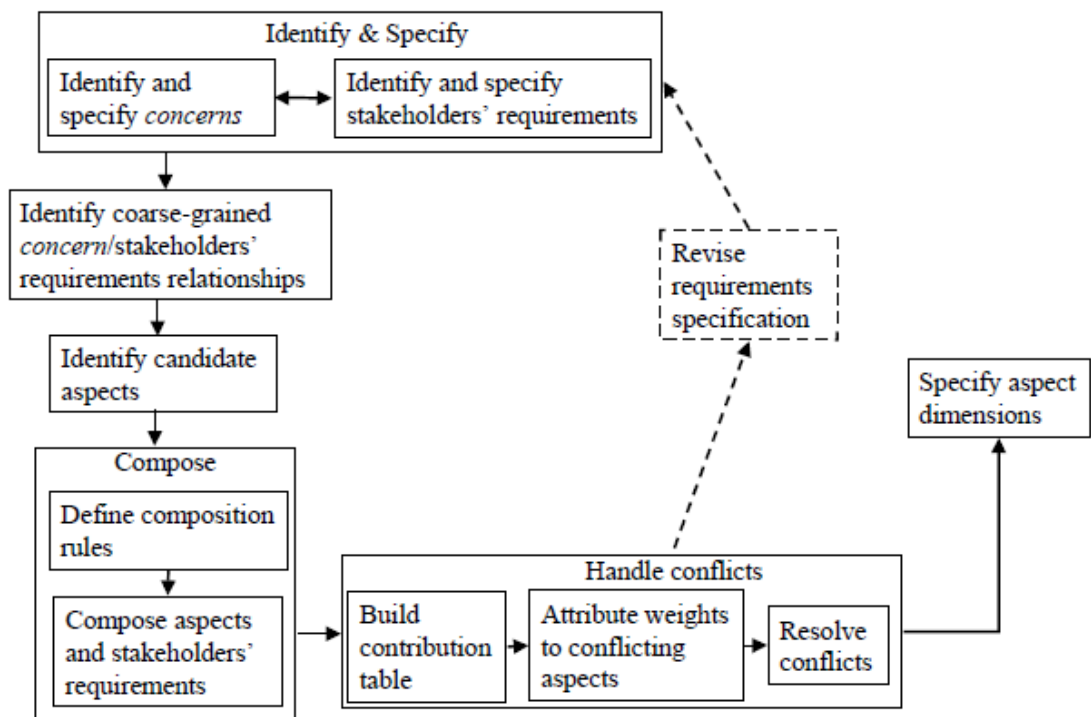 Identify & Specify
Identify and
specify concerns
Identify and specify
stakeholders’ requirements
Identify coarse-grained
concern/stakeholders’
requirements relationships
Revise
requirements
specification
Identify candidate
aspects
Specify aspect
dimensions
Compose
Define composition
rules
Compose aspects
and stakeholders’
requirements
Handle conflicts
Build
contribution
table
Attribute weights
to conflicting
aspects
Resolve
conflicts